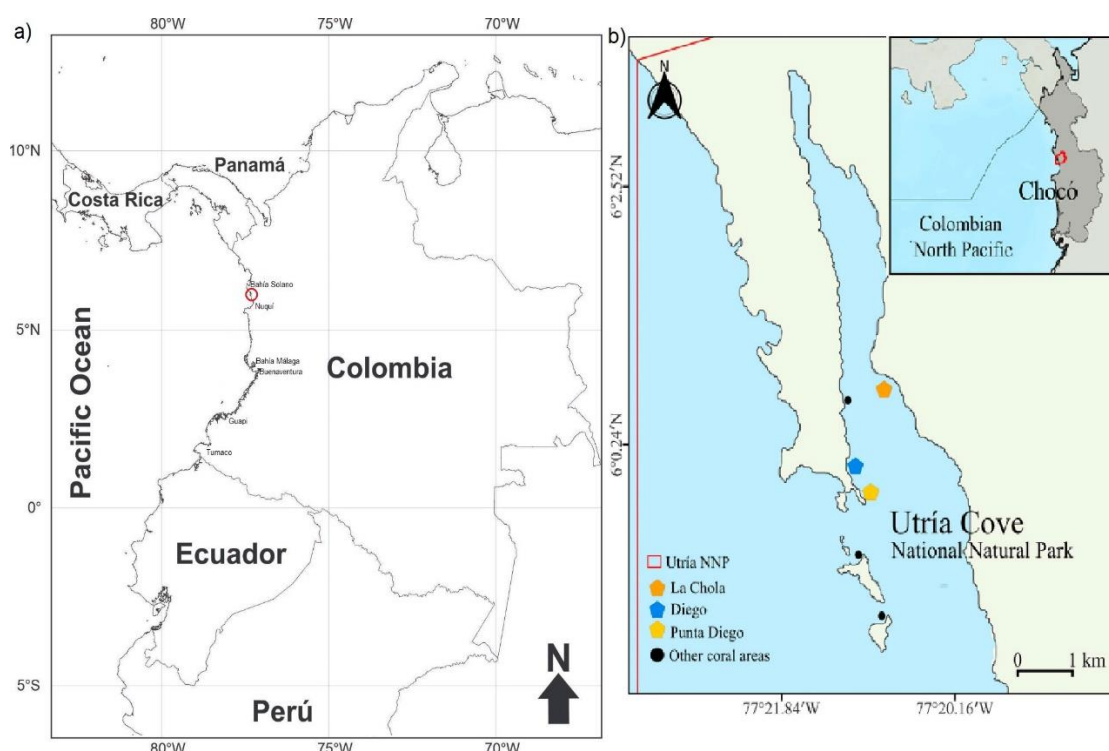 a)
80°W
75°W
70°W
10°N
5°N
0°
5°S
Panamá
Costa Rica
Bahía Solano
Nuquí
Pacific Ocean
Bahía Málaga
Buenaventura
Colombia
Guapi
Tumaco
Ecuador
Perú
N
80°W
75°W
70°W
b)
N
6°2.52'N
6°0.24'N
Chocó
Colombian
North Pacific
Utría Cove
National Natural Park
Utría NNP
La Chola
Diego
Punta Diego
Other coral areas
0 1 km
77°21.84'W
77°20.16'W